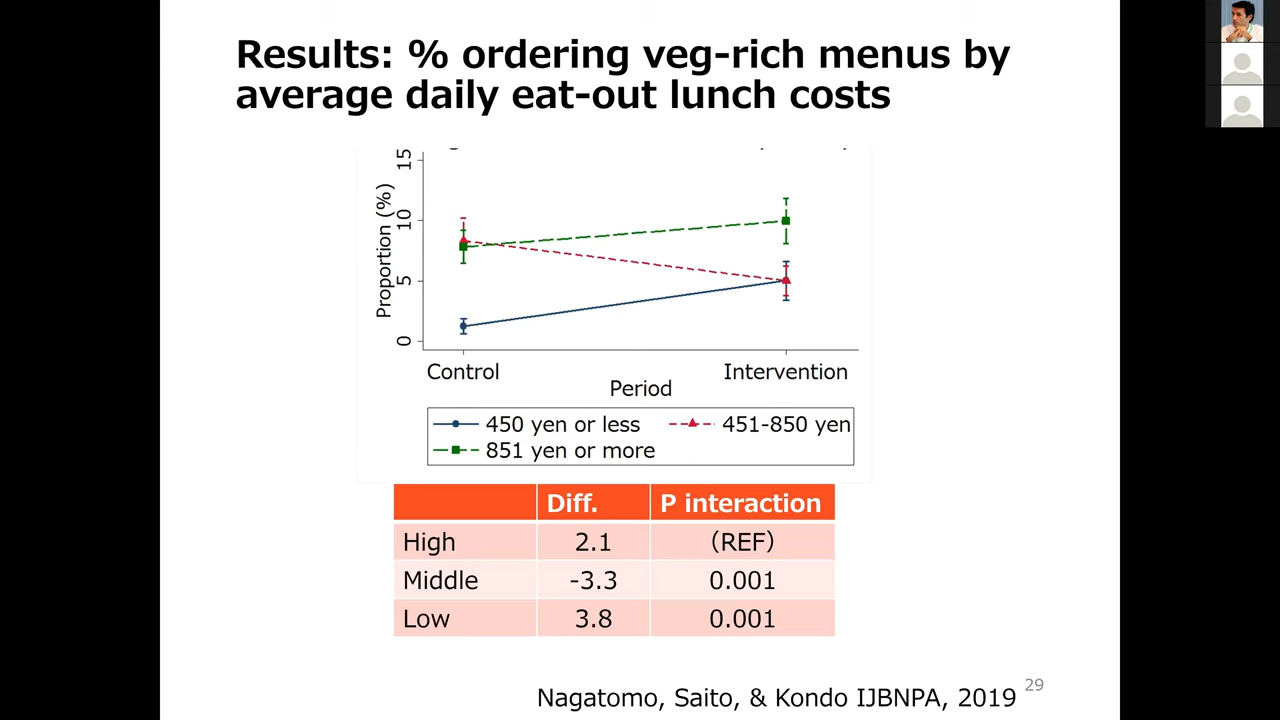 Results: % ordering veg-rich menus by
average daily eat-out lunch costs
15
10
5
0
Proportion (%)
Control
Intervention
Period
450 yen or less
451-850 yen
851 yen or more
Diff. P interaction
High 2.1 （REF）
Middle -3.3 0.001
Low 3.8 0.001
Nagatomo, Saito, & Kondo IJBNPA, 2019
29